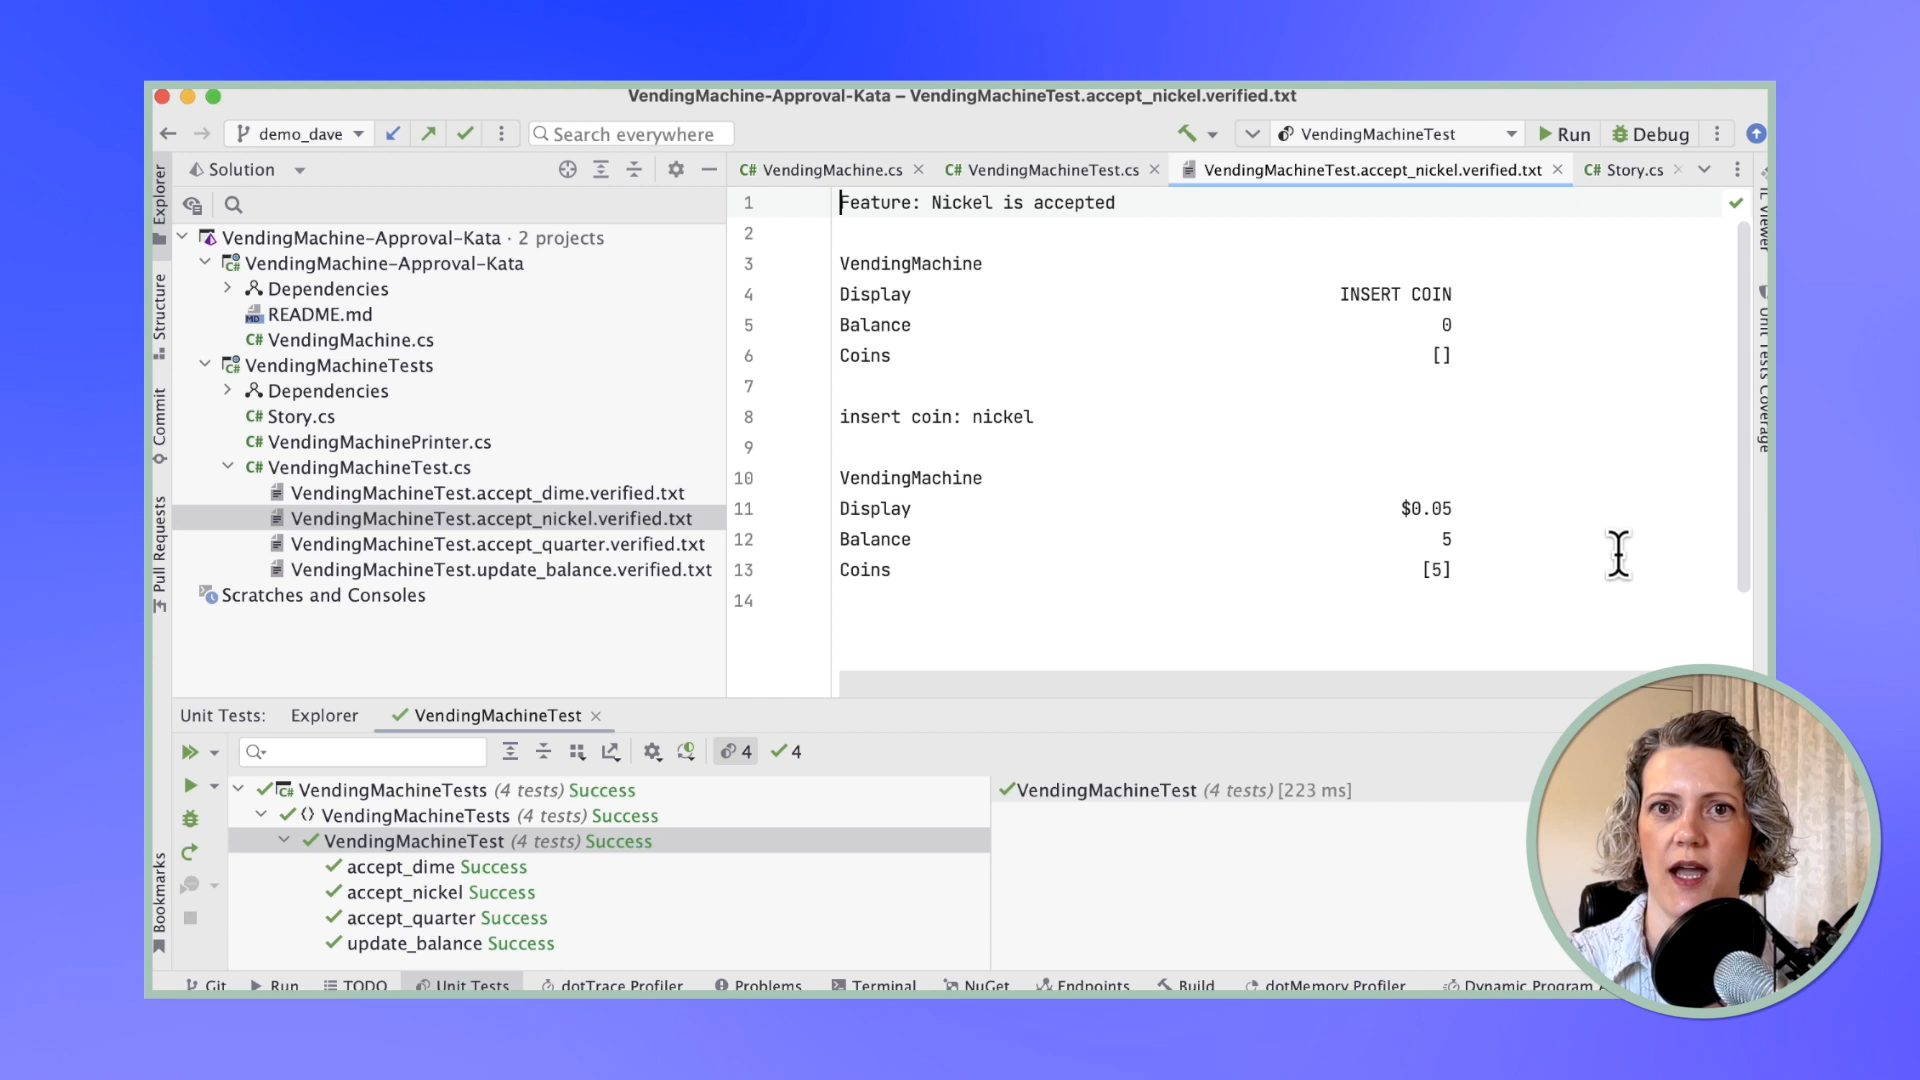 VendingMachine-Approval-Kata – VendingMachineTest.accept_nickel.verified.txt
demo_dave
Search everywhere
VendingMachineTest
Run
Debug
Explorer
Structure
Commit
Pull Requests
Bookmarks
Solution
VendingMachine-Approval-Kata · 2 projects
VendingMachine-Approval-Kata
Dependencies
MD README.md
C# VendingMachine.cs
VendingMachineTests
Dependencies
C# Story.cs
C# VendingMachinePrinter.cs
C# VendingMachineTest.cs
VendingMachineTest.accept_dime.verified.txt
VendingMachineTest.accept_nickel.verified.txt
VendingMachineTest.accept_quarter.verified.txt
VendingMachineTest.update_balance.verified.txt
Scratches and Consoles
C# VendingMachine.cs
C# VendingMachineTest.cs
VendingMachineTest.accept_nickel.verified.txt
C# Story.cs
1 Feature: Nickel is accepted
2
3 VendingMachine
4 Display INSERT COIN
5 Balance 0
6 Coins []
7
8 insert coin: nickel
9
10 VendingMachine
11 Display $0.05
12 Balance 5
13 Coins [5]
14
IL Viewer
Unit Tests Coverage
Unit Tests: Explorer VendingMachineTest
4 4
VendingMachineTests (4 tests) Success
VendingMachineTests (4 tests) Success
VendingMachineTest (4 tests) Success
accept_dime Success
accept_nickel Success
accept_quarter Success
update_balance Success
VendingMachineTest (4 tests) [223 ms]
Git Run TODO Unit Tests dotTrace Profiler Problems Terminal NuGet Endpoints Build dotMemory Profiler Dynamic Program